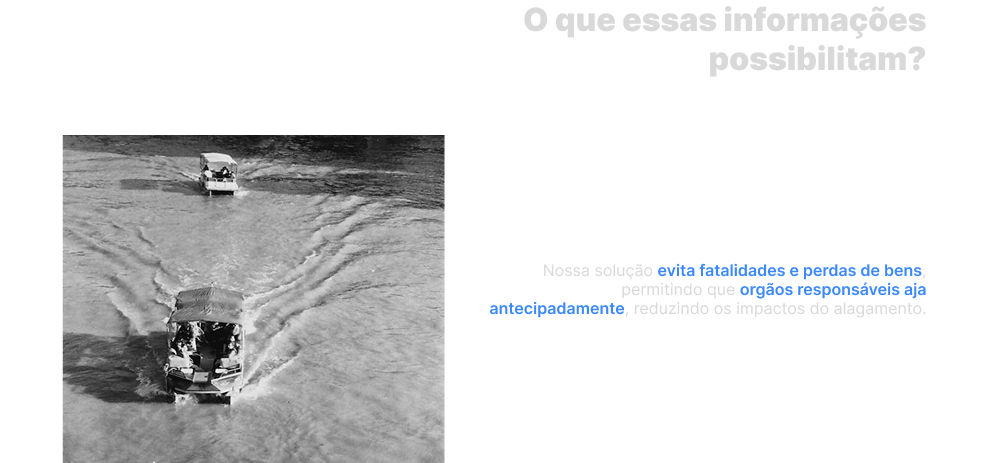 O que essas informações
possibilitam?
Nossa solução evita fatalidades e perdas de bens,
permitindo que orgãos responsáveis aja
antecipadamente, reduzindo os impactos do alagamento.